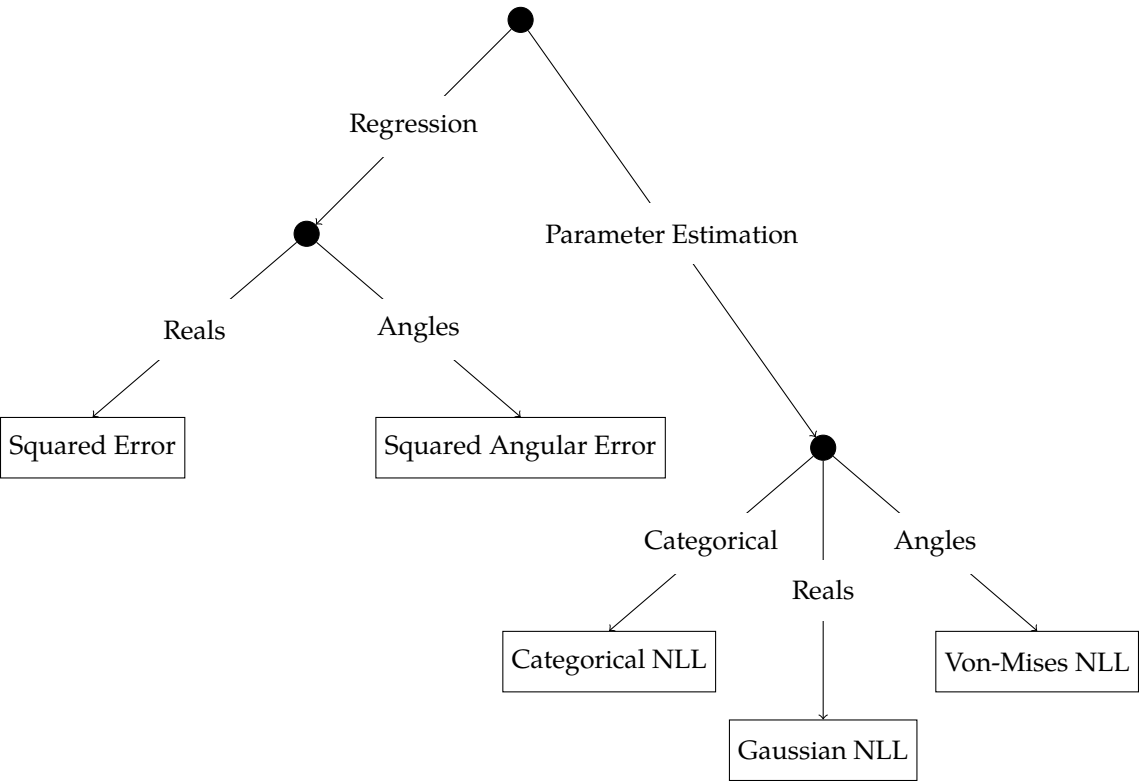 Regression
Parameter Estimation
Reals
Angles
Squared Error
Squared Angular Error
Categorical
Angles
Reals
Categorical NLL
Von-Mises NLL
Gaussian NLL